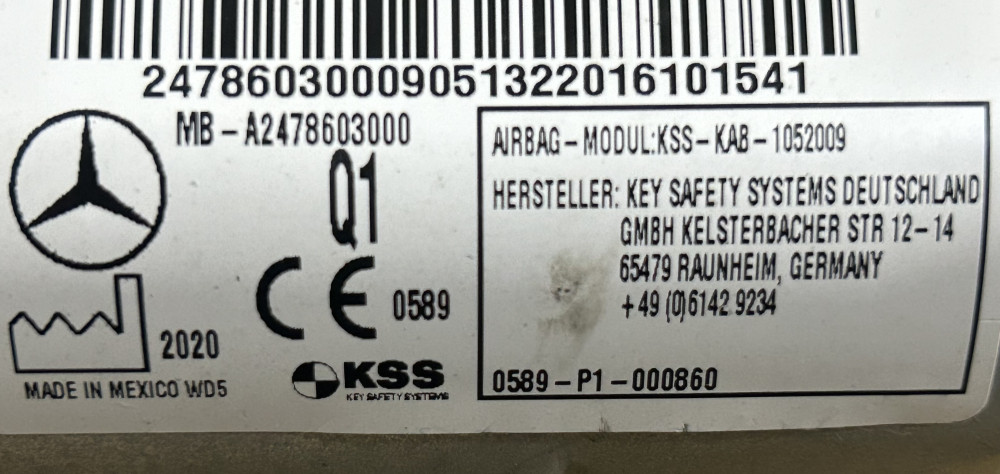 2478603000905132201610​1541
MB-A2478603000
Q1
CE 0589
2020
MADE IN MEXICO WD5
KSS
KEY SAFETY SYSTEMS
AIRBAG-MODUL:KSS-KAB-1052009
HERSTELLER: KEY SAFETY SYSTEMS DEUTSCHLAND
GMBH KELSTERBACHER STR 12-14
65479 RAUNHEIM, GERMANY
+49 (0)6142 9234
0589-P1-000860